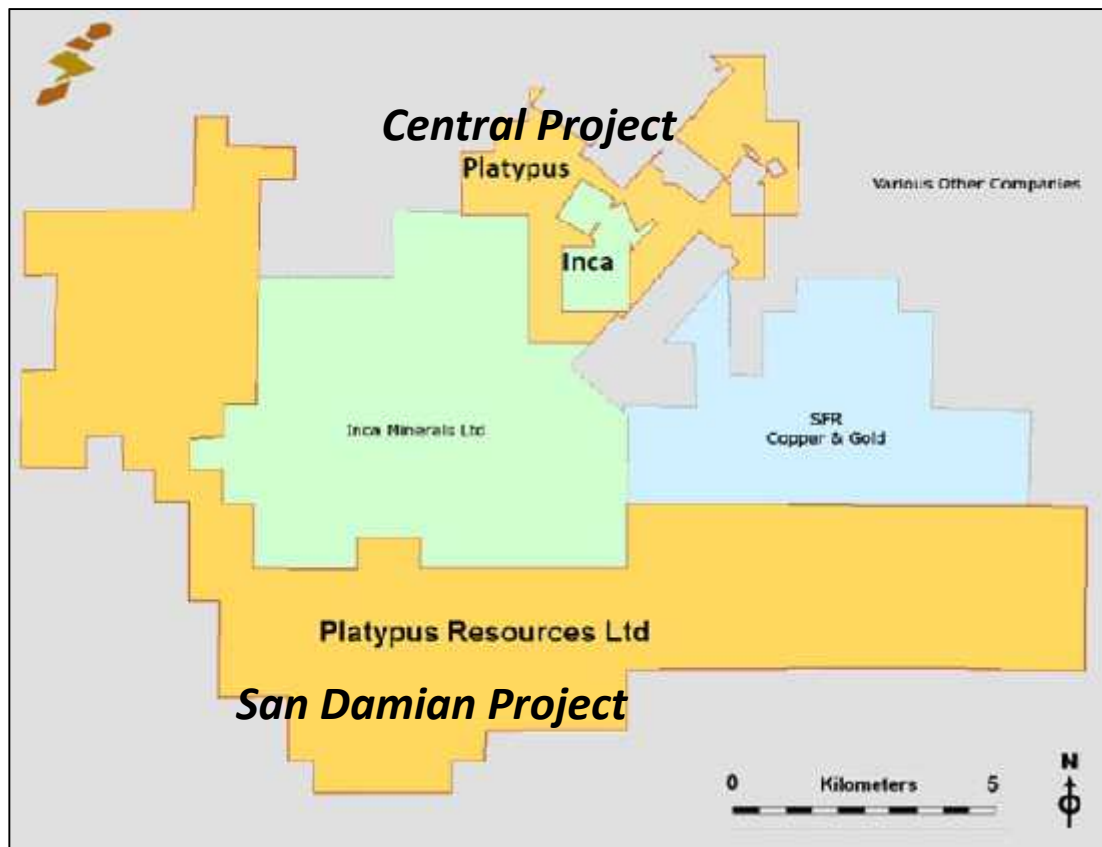 Central Project
Platypus
Various Other Companies
Inca
Inca Minerals Ltd
SFR
Copper & Gold
Platypus Resources Ltd
San Damian Project
N
0 Kilometers 5